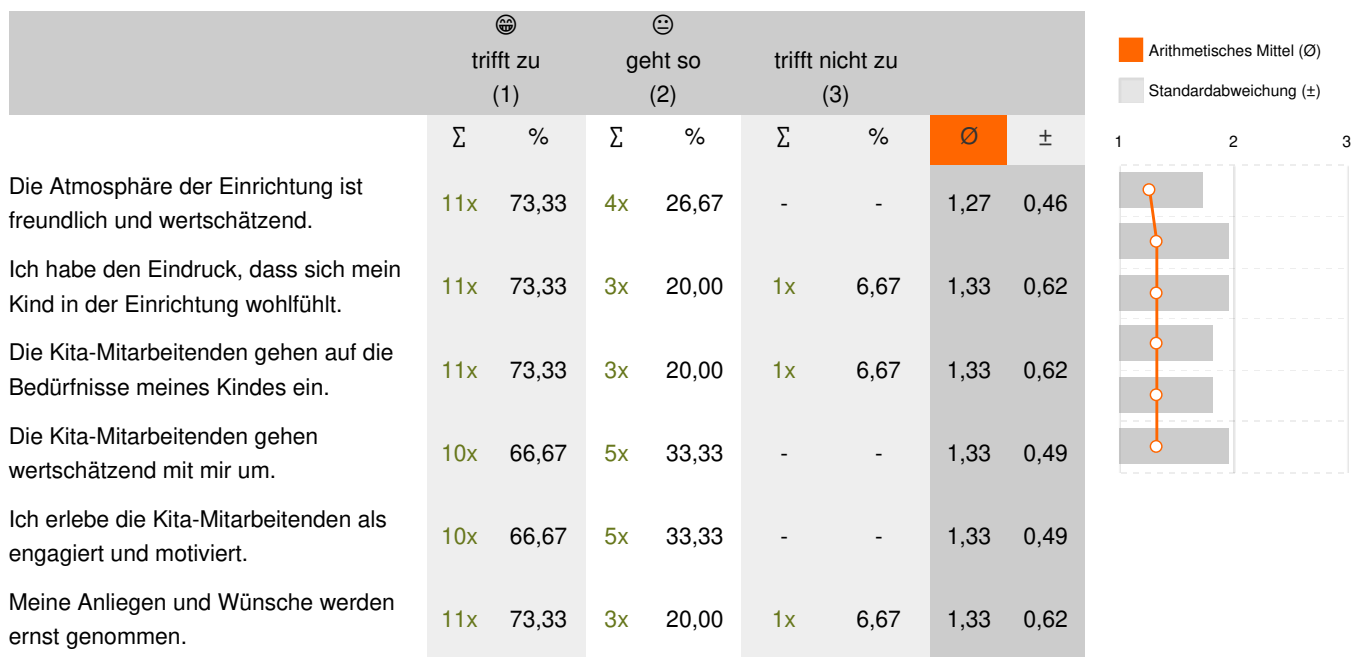 😁 😐
trifft zu geht so trifft nicht zu
(1) (2) (3)
Arithmetisches Mittel (Ø)
Standardabweichung (±)
Σ % Σ % Σ % Ø ±
1 2 3
Die Atmosphäre der Einrichtung ist
freundlich und wertschätzend.
11x 73,33 4x 26,67 - - 1,27 0,46
Ich habe den Eindruck, dass sich mein
Kind in der Einrichtung wohlfühlt.
11x 73,33 3x 20,00 1x 6,67 1,33 0,62
Die Kita-Mitarbeitenden gehen auf die
Bedürfnisse meines Kindes ein.
11x 73,33 3x 20,00 1x 6,67 1,33 0,62
Die Kita-Mitarbeitenden gehen
wertschätzend mit mir um.
10x 66,67 5x 33,33 - - 1,33 0,49
Ich erlebe die Kita-Mitarbeitenden als
engagiert und motiviert.
10x 66,67 5x 33,33 - - 1,33 0,49
Meine Anliegen und Wünsche werden
ernst genommen.
11x 73,33 3x 20,00 1x 6,67 1,33 0,62